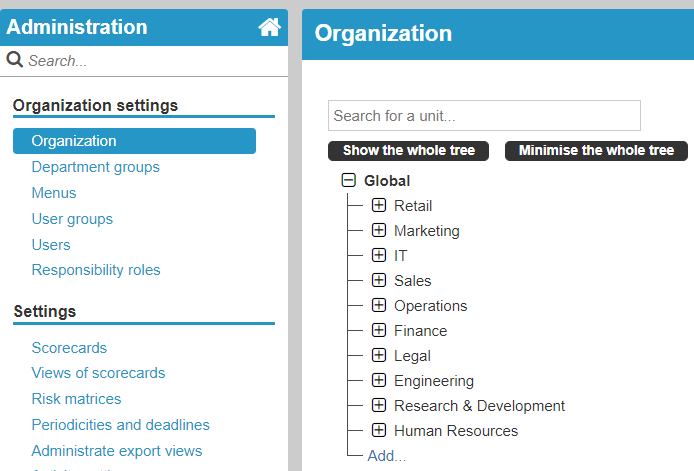 Administration
Search...
Organization settings
Organization
Department groups
Menus
User groups
Users
Responsibility roles
Settings
Scorecards
Views of scorecards
Risk matrices
Periodicities and deadlines
Administrate export views
Organization
Search for a unit...
Show the whole tree Minimise the whole tree
Global
Retail
Marketing
IT
Sales
Operations
Finance
Legal
Engineering
Research & Development
Human Resources
Add...